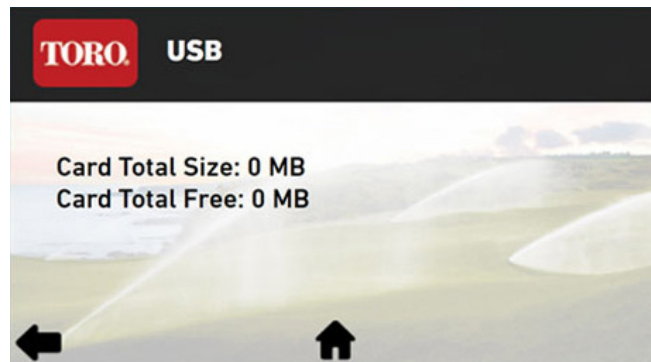 TORO.
USB
Card Total Size: 0 MB
Card Total Free: 0 MB